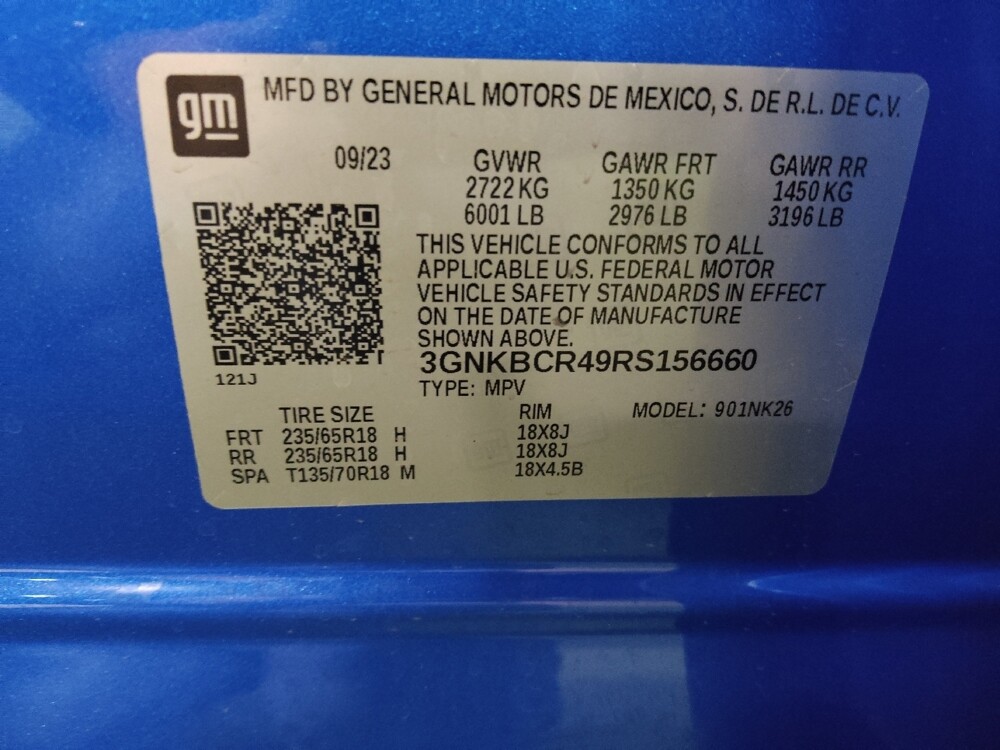 gm
MFD BY GENERAL MOTORS DE MEXICO, S. DE R.L. DE C.V.
09/23 GVWR GAWR FRT GAWR RR
2722 KG 1350 KG 1450 KG
6001 LB 2976 LB 3196 LB
THIS VEHICLE CONFORMS TO ALL
APPLICABLE U.S. FEDERAL MOTOR
VEHICLE SAFETY STANDARDS IN EFFECT
ON THE DATE OF MANUFACTURE
SHOWN ABOVE.
3GNKBCR49RS156660
121J
TYPE: MPV
TIRE SIZE RIM MODEL: 901NK26
FRT 235/65R18 H 18X8J
RR 235/65R18 H 18X8J
SPA T135/70R18 M 18X4.5B